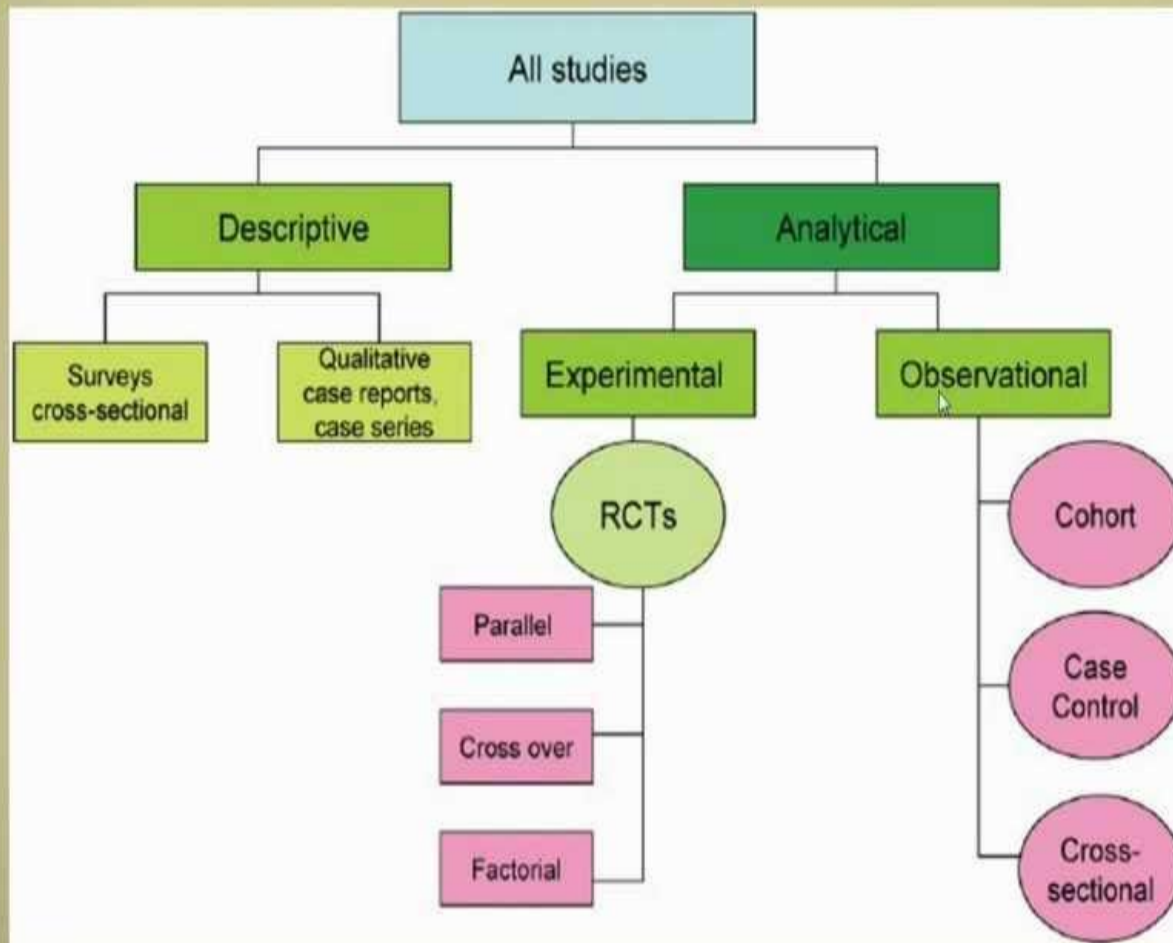 All studies
Descriptive
Analytical
Surveys
cross-sectional
Qualitative
case reports,
case series
Experimental
Observational
RCTs
Parallel
Cross over
Factorial
Cohort
Case
Control
Cross-
sectional